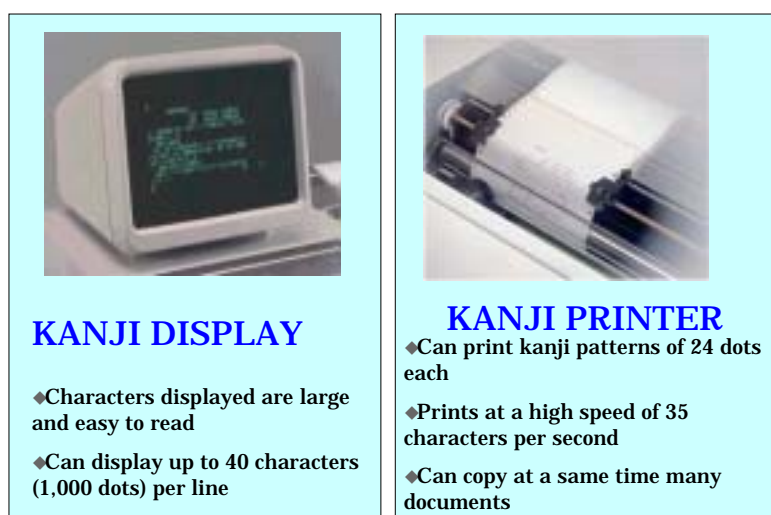 KANJI DISPLAY
◆Characters displayed are large
and easy to read
◆Can display up to 40 characters
(1,000 dots) per line
KANJI PRINTER
◆Can print kanji patterns of 24 dots
each
◆Prints at a high speed of 35
characters per second
◆Can copy at a same time many
documents